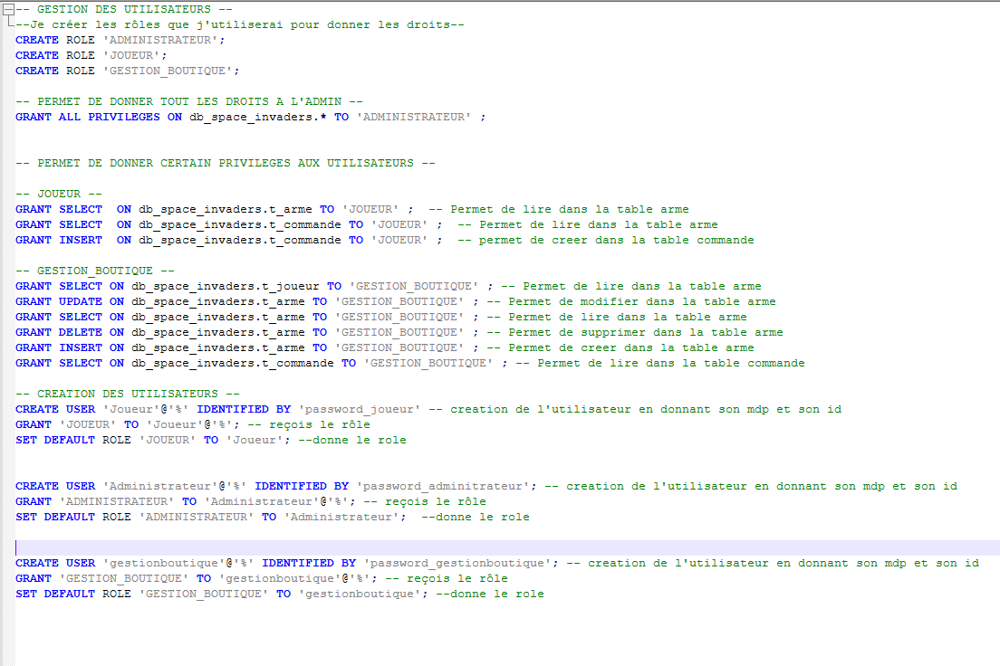 -- GESTION DES UTILISATEURS --
--Je créer les rôles que j'utiliserai pour donner les droits--
CREATE ROLE 'ADMINISTRATEUR';
CREATE ROLE 'JOUEUR';
CREATE ROLE 'GESTION_BOUTIQUE';
-- PERMET DE DONNER TOUT LES DROITS A L'ADMIN --
GRANT ALL PRIVILEGES ON db_space_invaders.* TO 'ADMINISTRATEUR' ;
-- PERMET DE DONNER CERTAIN PRIVILEGES AUX UTILISATEURS --
-- JOUEUR --
GRANT SELECT  ON db_space_invaders.t_arme TO 'JOUEUR' ;  -- Permet de lire dans la table arme
GRANT SELECT  ON db_space_invaders.t_commande TO 'JOUEUR' ;  -- Permet de lire dans la table arme
GRANT INSERT  ON db_space_invaders.t_commande TO 'JOUEUR' ;  -- permet de creer dans la table commande
-- GESTION_BOUTIQUE --
GRANT SELECT ON db_space_invaders.t_joueur TO 'GESTION_BOUTIQUE' ; -- Permet de lire dans la table arme
GRANT UPDATE ON db_space_invaders.t_arme TO 'GESTION_BOUTIQUE' ; -- Permet de modifier dans la table arme
GRANT SELECT ON db_space_invaders.t_arme TO 'GESTION_BOUTIQUE' ; -- Permet de lire dans la table arme
GRANT DELETE ON db_space_invaders.t_arme TO 'GESTION_BOUTIQUE' ; -- Permet de supprimer dans la table arme
GRANT INSERT ON db_space_invaders.t_arme TO 'GESTION_BOUTIQUE' ; -- Permet de creer dans la table arme
GRANT SELECT ON db_space_invaders.t_commande TO 'GESTION_BOUTIQUE' ; -- Permet de lire dans la table commande
-- CREATION DES UTILISATEURS --
CREATE USER 'Joueur'@'%' IDENTIFIED BY 'password_joueur' -- creation de l'utilisateur en donnant son mdp et son id
GRANT 'JOUEUR' TO 'Joueur'@'%'; -- reçois le rôle
SET DEFAULT ROLE 'JOUEUR' TO 'Joueur'; --donne le role
CREATE USER 'Administrateur'@'%' IDENTIFIED BY 'password_adminitrateur'; -- creation de l'utilisateur en donnant son mdp et son id
GRANT 'ADMINISTRATEUR' TO 'Administrateur'@'%'; -- reçois le rôle
SET DEFAULT ROLE 'ADMINISTRATEUR' TO 'Administrateur';  --donne le role
CREATE USER 'gestionboutique'@'%' IDENTIFIED BY 'password_gestionboutique'; -- creation de l'utilisateur en donnant son mdp et son id
GRANT 'GESTION_BOUTIQUE' TO 'gestionboutique'@'%'; -- reçois le rôle
SET DEFAULT ROLE 'GESTION_BOUTIQUE' TO 'gestionboutique'; --donne le role